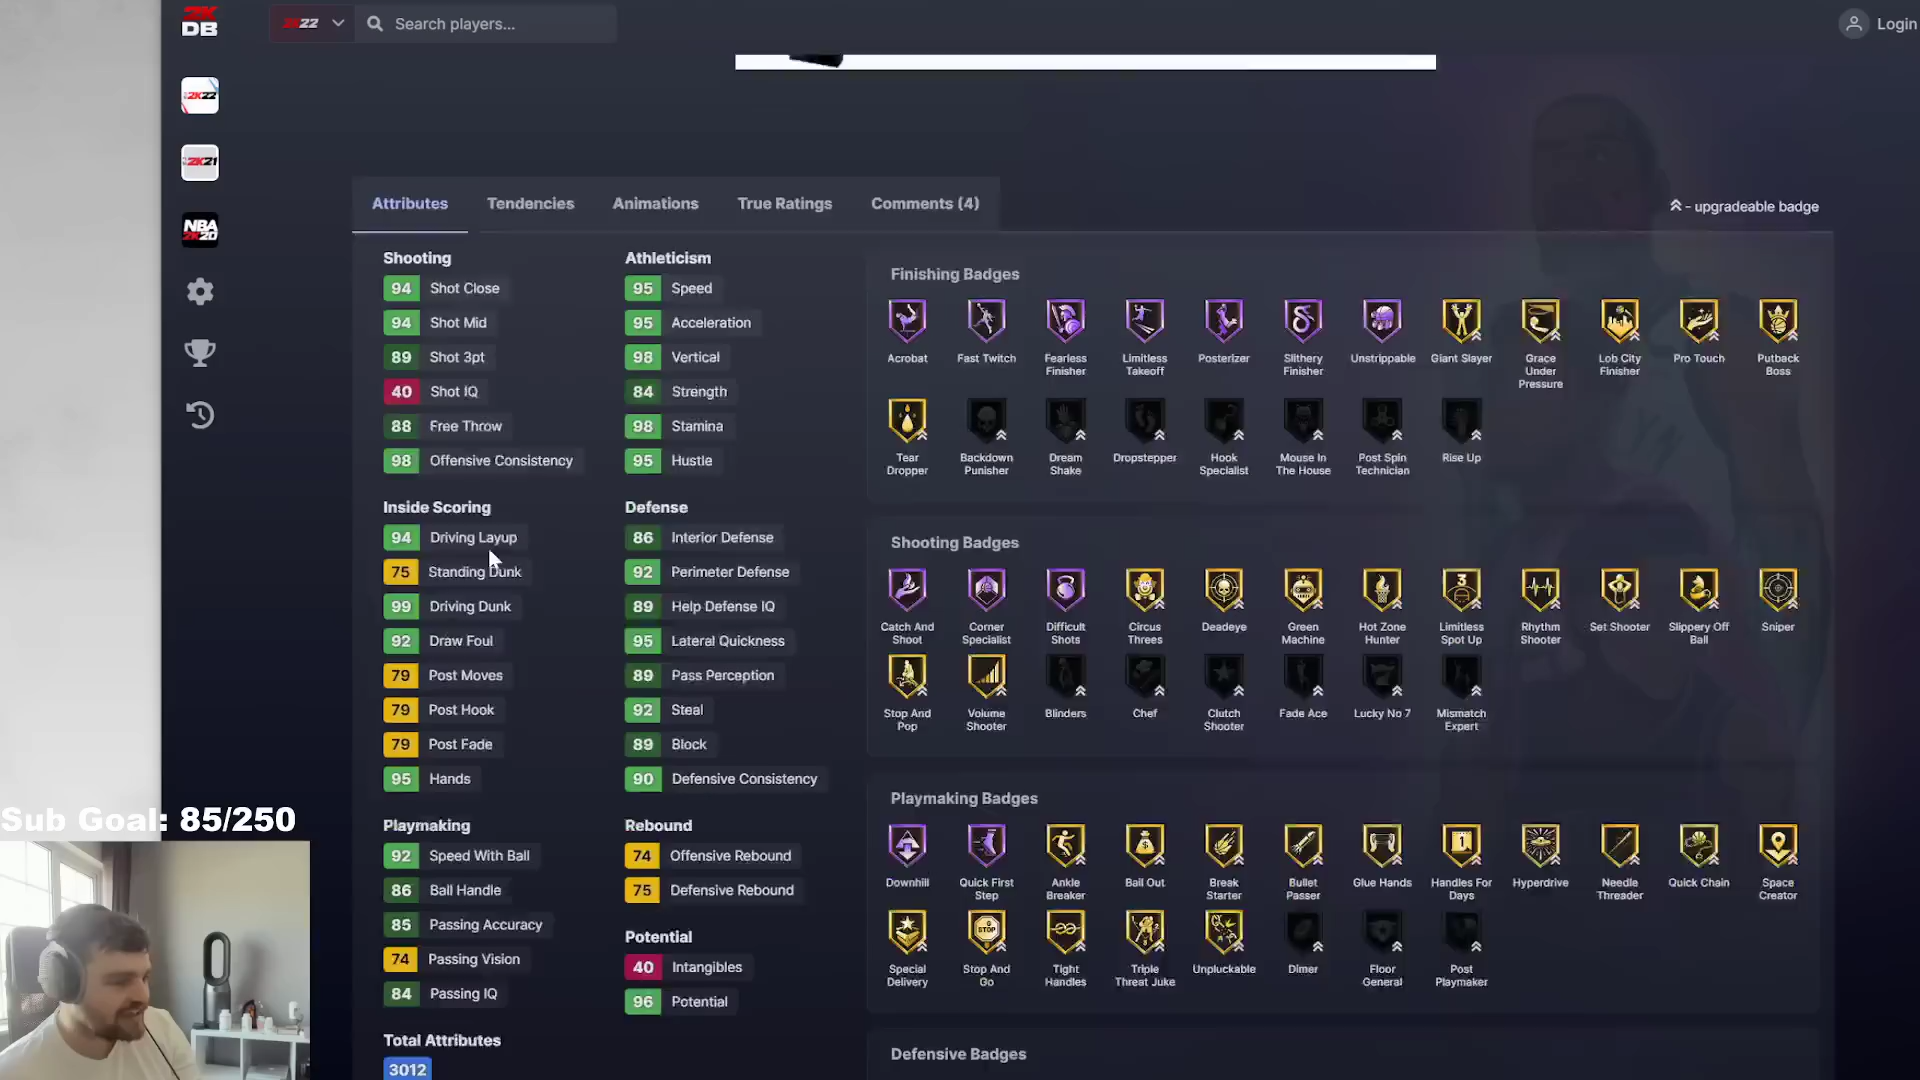 2K
DB
2K22
Search players...
Login
2K22
2K21
NBA
2K20
Attributes
Tendencies
Animations
True Ratings
Comments (4)
- upgradeable badge
Shooting
94 Shot Close
94 Shot Mid
89 Shot 3pt
40 Shot IQ
88 Free Throw
98 Offensive Consistency
Inside Scoring
94 Driving Layup
75 Standing Dunk
99 Driving Dunk
92 Draw Foul
79 Post Moves
79 Post Hook
79 Post Fade
95 Hands
Playmaking
92 Speed With Ball
86 Ball Handle
85 Passing Accuracy
74 Passing Vision
84 Passing IQ
Total Attributes
3012
Athleticism
95 Speed
95 Acceleration
98 Vertical
84 Strength
98 Stamina
95 Hustle
Defense
86 Interior Defense
92 Perimeter Defense
89 Help Defense IQ
95 Lateral Quickness
89 Pass Perception
92 Steal
89 Block
90 Defensive Consistency
Rebound
74 Offensive Rebound
75 Defensive Rebound
Potential
40 Intangibles
96 Potential
Finishing Badges
Acrobat
Fast Twitch
Fearless
Finisher
Limitless
Takeoff
Posterizer
Slithery
Finisher
Unstrippable
Giant Slayer
Grace
Under
Pressure
Lob City
Finisher
Pro Touch
Putback
Boss
Tear
Dropper
Backdown
Punisher
Dream
Shake
Dropstepper
Hook
Specialist
Mouse In
The House
Post Spin
Technician
Rise Up
Shooting Badges
Catch And
Shoot
Corner
Specialist
Difficult
Shots
Circus
Threes
Deadeye
Green
Machine
Hot Zone
Hunter
3
Limitless
Spot Up
Rhythm
Shooter
Set Shooter
Slippery Off
Ball
Sniper
Stop And
Pop
Volume
Shooter
Blinders
Chef
Clutch
Shooter
Fade Ace
Lucky No 7
Mismatch
Expert
Playmaking Badges
Downhill
Quick First
Step
Ankle
Breaker
Bail Out
Break
Starter
Bullet
Passer
Glue Hands
1
Handles For
Days
Hyperdrive
Needle
Threader
Quick Chain
Space
Creator
Special
Delivery
STOP
Stop And
Go
Tight
Handles
Triple
Threat Juke
Unpluckable
Dimer
Floor
General
Post
Playmaker
Defensive Badges
Sub Goal: 85/250